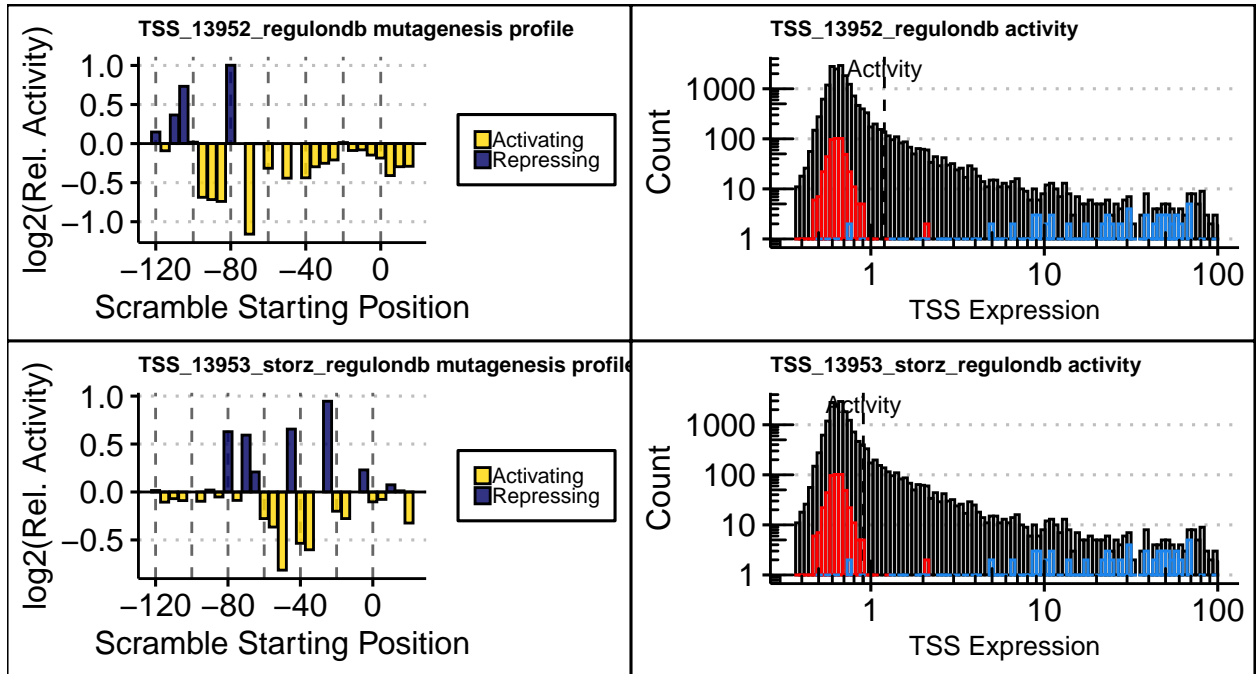 TSS_13952_regulondb mutagenesis profile
log2(Rel. Activity)
1.0
0.5
0.0
−0.5
−1.0
−120 −80 −40 0
Scramble Starting Position
Activating
Repressing
TSS_13952_regulondb activity
Activity
Count
1000
100
10
1
1 10 100
TSS Expression
TSS_13953_storz_regulondb mutagenesis profile
log2(Rel. Activity)
1.0
0.5
0.0
−0.5
−120 −80 −40 0
Scramble Starting Position
Activating
Repressing
TSS_13953_storz_regulondb activity
Activity
Count
1000
100
10
1
1 10 100
TSS Expression